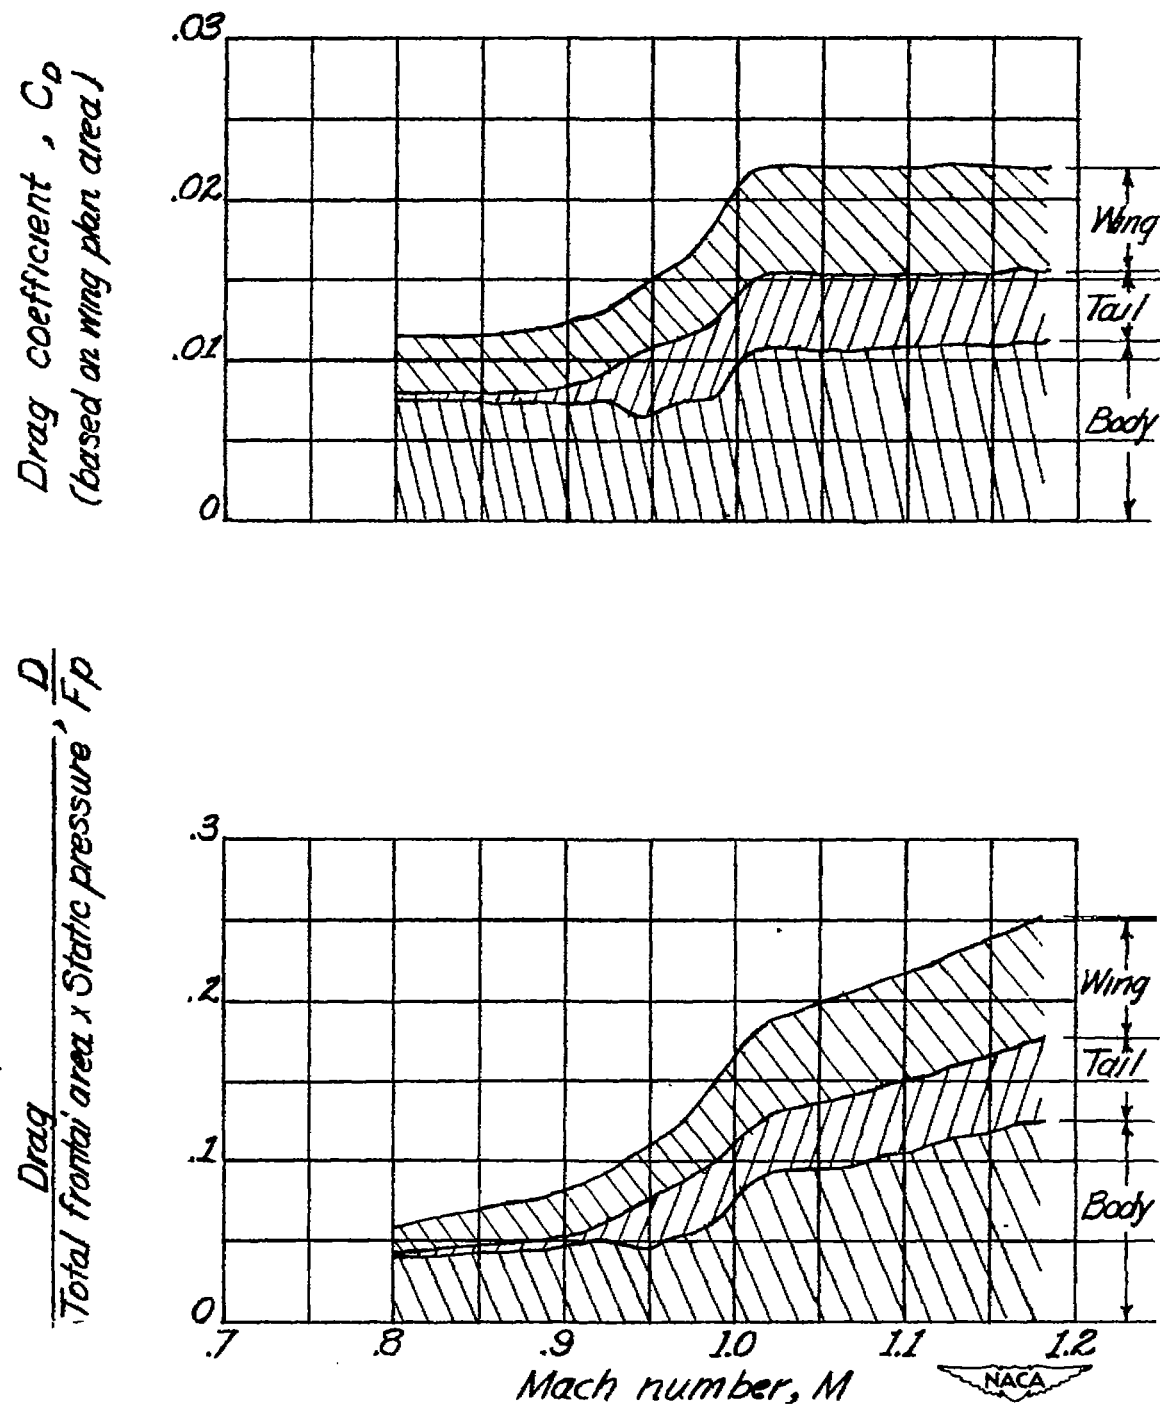 Drag coefficient , C_D
(based on wing plan area)
.03
.02
.01
0
Wing
Tail
Body
Drag
Total frontal area x Static pressure
, D
Fp
.3
.2
.1
0
Wing
Tail
Body
.7 .8 .9 1.0 1.1 1.2
Mach number, M
NACA